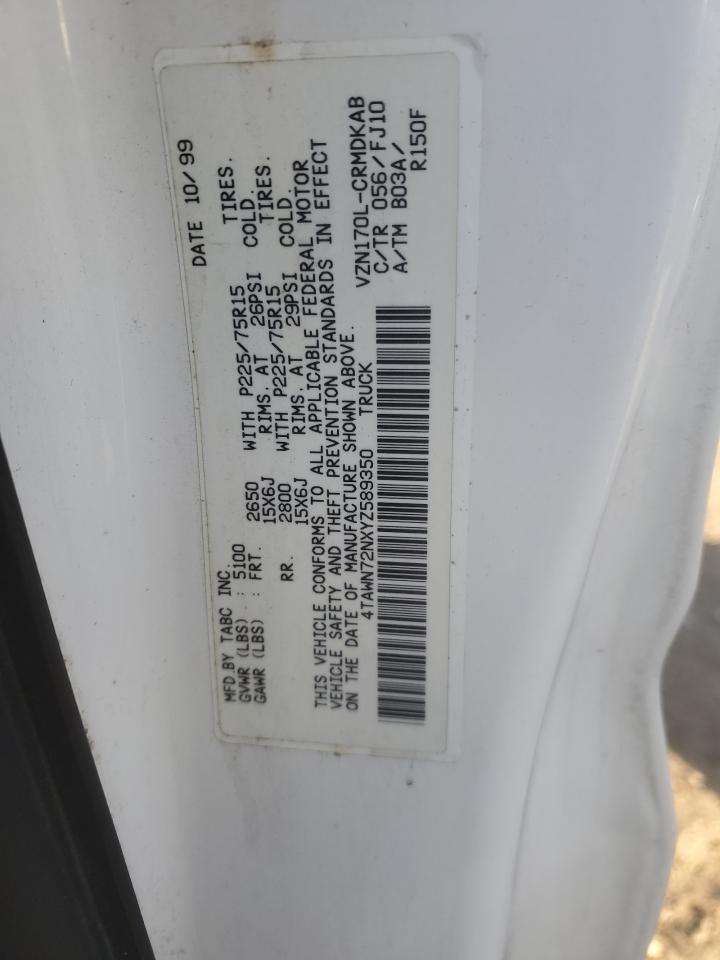 MFD.BY TABC INC. DATE 10/99
GVWR (LBS) : 5100
GAWR (LBS) : FRT. 2650 WITH P225/75R15 TIRES.
15X6J RIMS. AT 26PSI COLD.
RR. 2800 WITH P225/75R15 TIRES.
15X6J RIMS. AT 29PSI COLD.
THIS VEHICLE CONFORMS TO ALL APPLICABLE FEDERAL MOTOR
VEHICLE SAFETY AND THEFT PREVENTION STANDARDS IN EFFECT
ON THE DATE OF MANUFACTURE SHOWN ABOVE.
4TAWN72NXYZ589350 TRUCK
VZN170L-CRMDKAB
C/TR 056/FJ10
A/TM B03A/
R150F